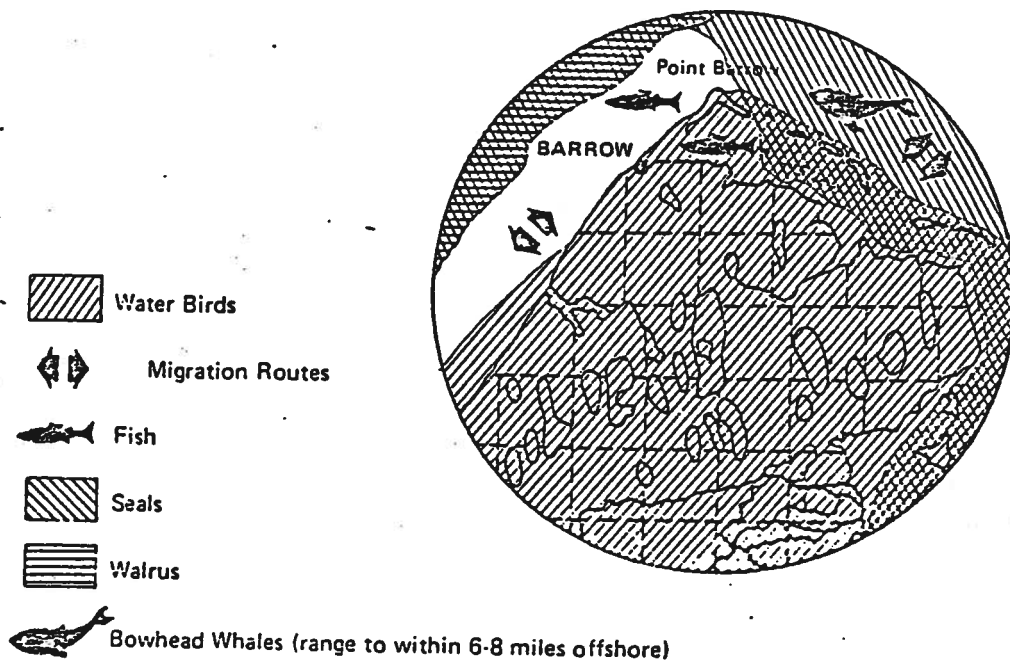 Point Barrow
BARROW
Water Birds
Migration Routes
Fish
Seals
Walrus
Bowhead Whales (range to within 6-8 miles offshore)